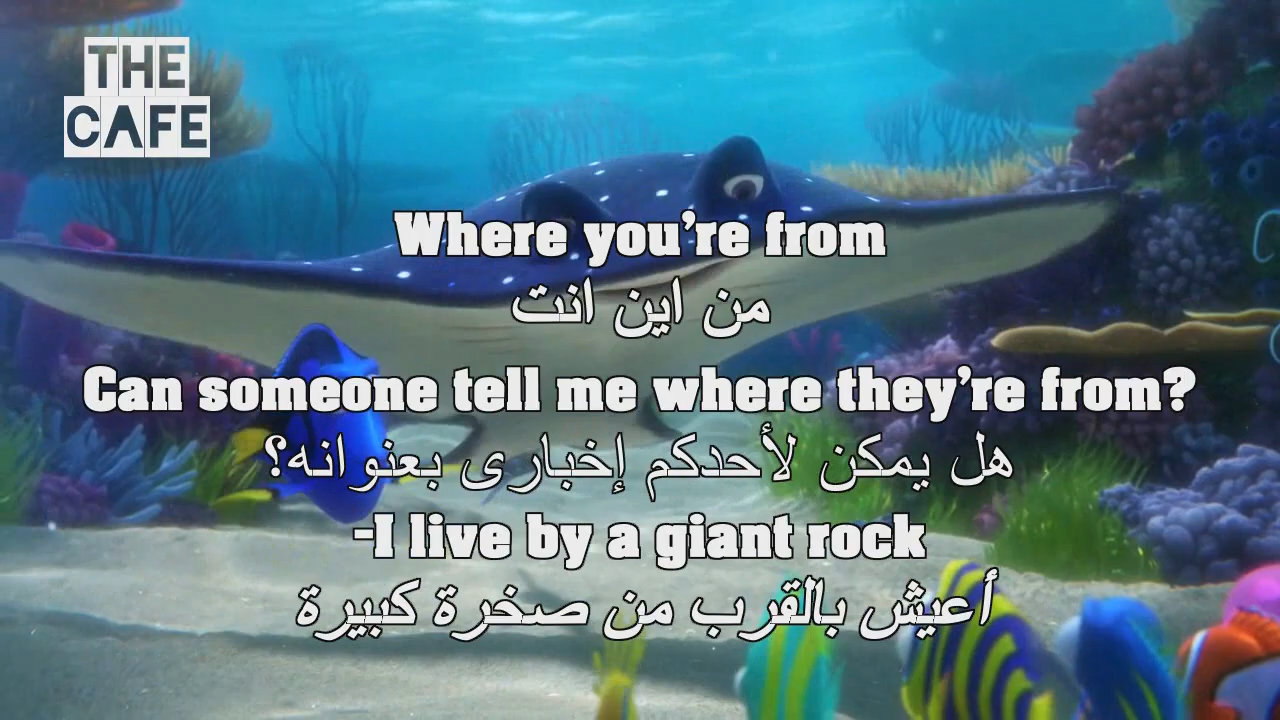 THE
CAFE
Where you're from
من اين انت
Can someone tell me where they're from?
هل يمكن لأحدكم إخبارى بعنوانه؟
-I live by a giant rock
أعيش بالقرب من صخرة كبيرة